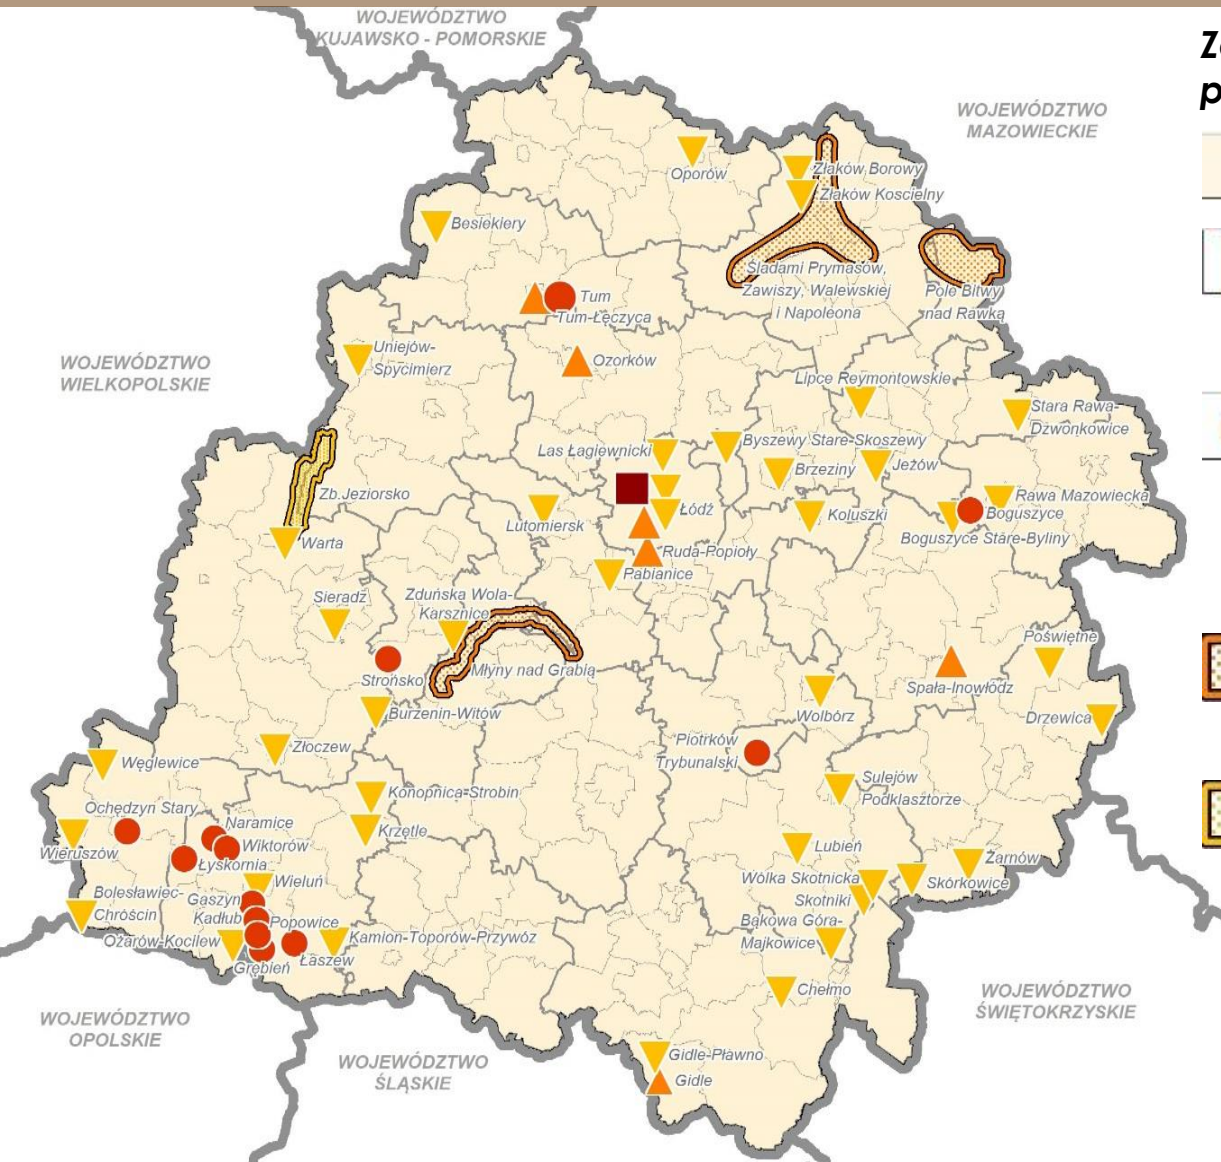 WOJEWÓDZTWO
KUJAWSKO - POMORSKIE
WOJEWÓDZTWO
MAZOWIECKIE
Oporów
Złaków Borowy
Złaków Koscielny
Besiekiery
Śladami Prymasów,
Zawiszy, Walewskiej
i Napoleona
Pole Bitwy
nad Rawką
Tum
Tum-Łęczyca
Uniejów-
Spycimierz
Ozorków
WOJEWÓDZTWO
WIELKOPOLSKIE
Lipce Reymontowskie
Stara Rawa-
Dzwonkowice
Las Łagiewnicki
Byszewy Stare-Skoszewy
Brzeziny
Jeżów
Zb.Jeziorsko
Rawa Mazowiecka
Boguszyce
Boguszyce Stare-Byliny
Łódź
Koluszki
Lutomiersk
Warta
Ruda-Popioły
Pabianice
Sieradz
Zduńska Wola-
Karsznice
Strońsko
Młyny nad Grabią
Poświętne
Spała-Inowłódz
Drzewica
Burzenin-Witów
Wolbórz
Piotrków
Trybunalski
Złoczew
Węglewice
Sulejów
Podklasztorze
Konopnica-Strobin
Ochędzyn Stary
Naramice
Krzętle
Wiktorów
Wieruszów
Łyskornia
Lubień
Żarnów
Wieluń
Wólka Skotnicka
Skórkowice
Bolesławiec-
Chróścin
Gaszyn
Skotniki
Kadłub
Popowice
Bąkowa Góra-
Majkowice
Ożarów-Kocilew
Kamion-Toporów-Przywóz
Łaszew
Grębień
Chełmo
WOJEWÓDZTWO
ŚWIĘTOKRZYSKIE
WOJEWÓDZTWO
OPOLSKIE
WOJEWÓDZTWO
ŚLĄSKIE
Gidle-Pławno
Gidle